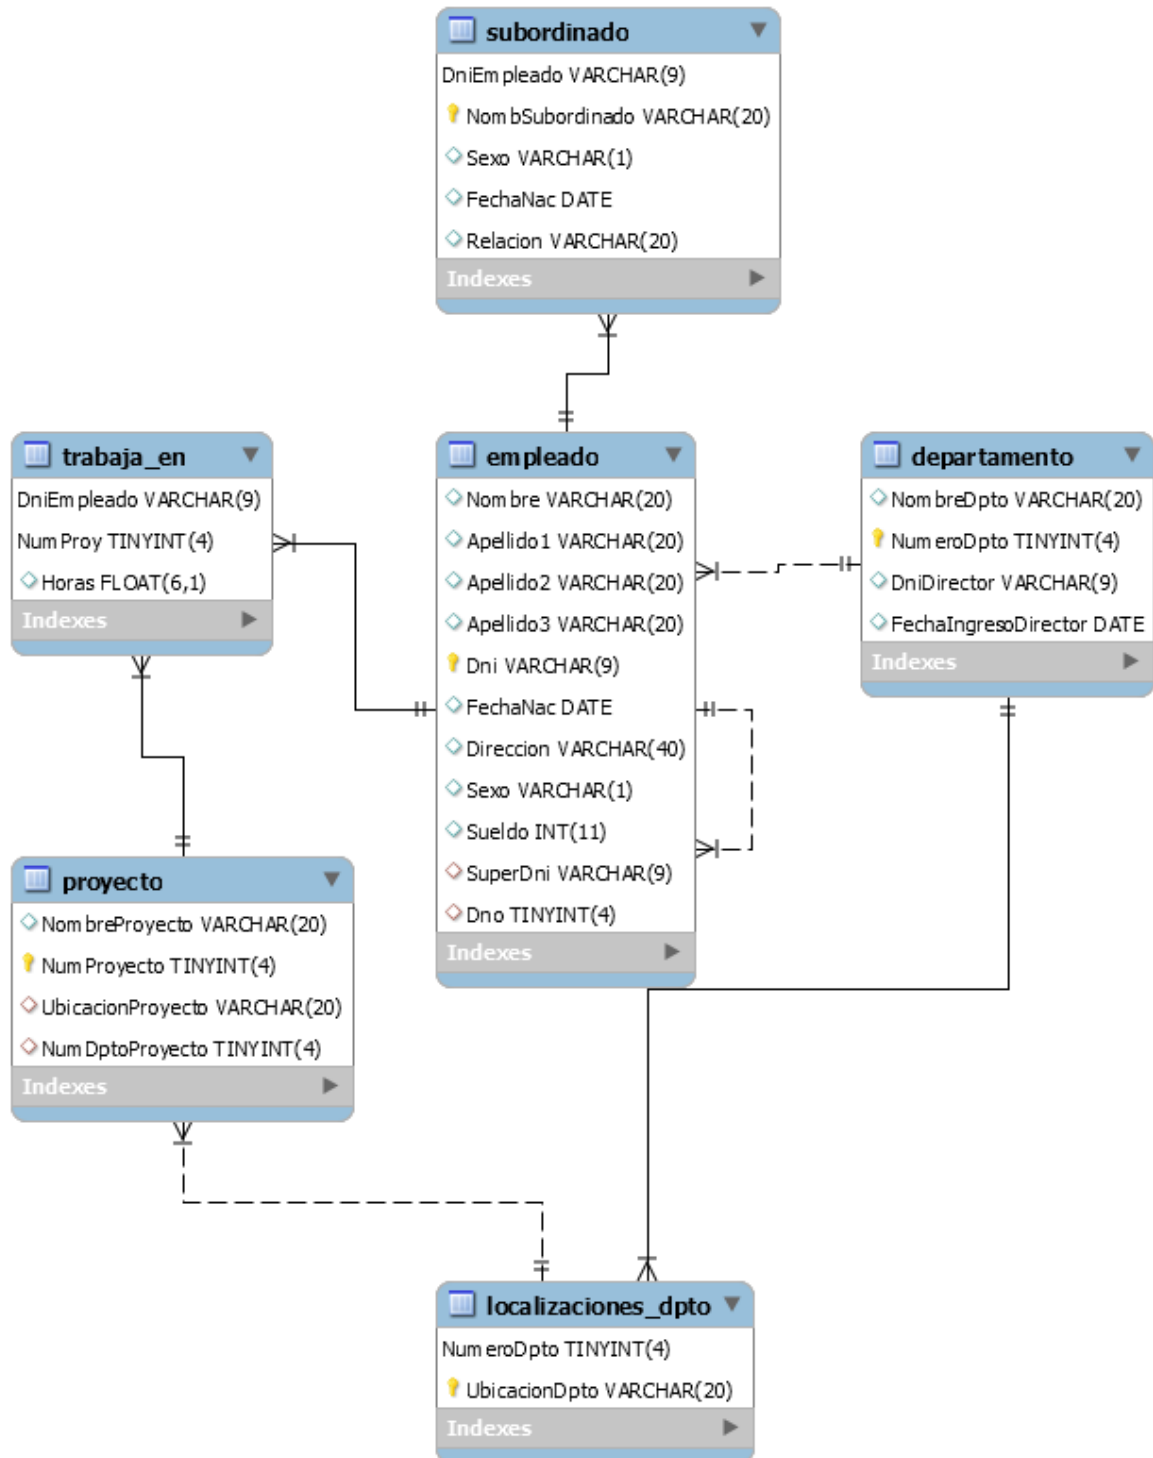 subordinado
DniEmpleado VARCHAR(9)
NombSubordinado VARCHAR(20)
Sexo VARCHAR(1)
FechaNac DATE
Relacion VARCHAR(20)
Indexes
trabaja_en
DniEmpleado VARCHAR(9)
NumProy TINYINT(4)
Horas FLOAT(6,1)
Indexes
empleado
Nombre VARCHAR(20)
Apellido1 VARCHAR(20)
Apellido2 VARCHAR(20)
Apellido3 VARCHAR(20)
Dni VARCHAR(9)
FechaNac DATE
Direccion VARCHAR(40)
Sexo VARCHAR(1)
Sueldo INT(11)
SuperDni VARCHAR(9)
Dno TINYINT(4)
Indexes
departamento
NombreDpto VARCHAR(20)
NumeroDpto TINYINT(4)
DniDirector VARCHAR(9)
FechaIngresoDirector DATE
Indexes
proyecto
NombreProyecto VARCHAR(20)
NumProyecto TINYINT(4)
UbicacionProyecto VARCHAR(20)
NumDptoProyecto TINYINT(4)
Indexes
localizaciones_dpto
NumeroDpto TINYINT(4)
UbicacionDpto VARCHAR(20)
Indexes